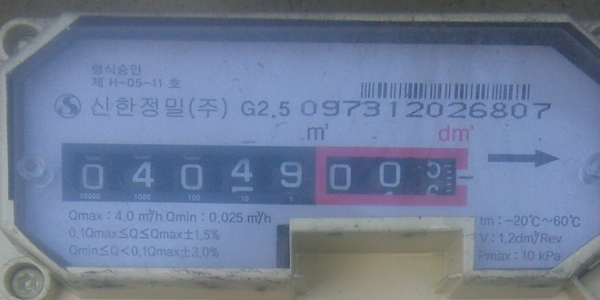 형식승인
제 H-05-11 호
신한정밀(주) G2.5 097312026807
m³ dm³
0 4 0 4 9 0 0
10000 1000 100 10 1
Qmax : 4.0 m³/h. Qmin : 0.025 m³/h
0.1Qmax≤Q≤Qmax±1.5%
Qmin≤Q<0.1Qmax±3.0%
tm : -20℃~60℃
V : 1.2dm³/Rev
Pmax : 10 kPa